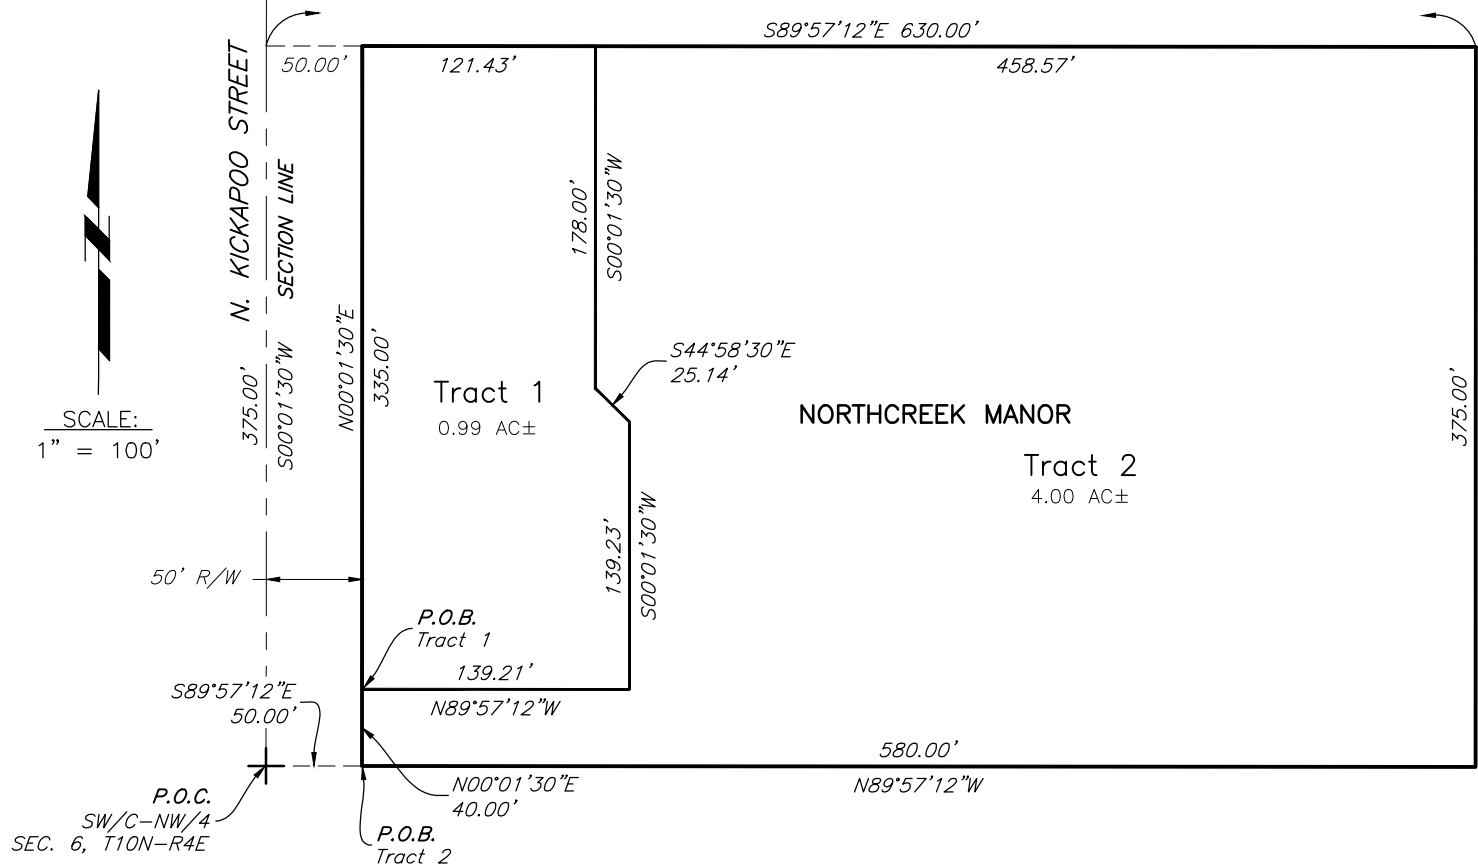 S89°57'12"E 630.00'
50.00'
121.43'
458.57'
N. KICKAPOO STREET
SECTION LINE
375.00'
S00°01'30"W
N00°01'30"E
335.00'
178.00'
S00°01'30"W
S44°58'30"E
25.14'
Tract 1
0.99 AC±
NORTHCREEK MANOR
Tract 2
4.00 AC±
375.00'
SCALE:
1" = 100'
139.23'
S00°01'30"W
50' R/W
P.O.B.
Tract 1
139.21'
N89°57'12"W
S89°57'12"E
50.00'
580.00'
N89°57'12"W
N00°01'30"E
40.00'
P.O.C.
SW/C-NW/4
SEC. 6, T10N-R4E
P.O.B.
Tract 2